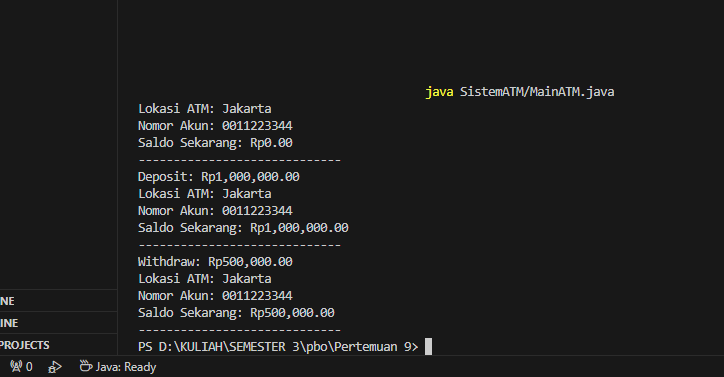 java SistemATM/MainATM.java
Lokasi ATM: Jakarta
Nomor Akun: 0011223344
Saldo Sekarang: Rp0.00
-----------------------------
Deposit: Rp1,000,000.00
Lokasi ATM: Jakarta
Nomor Akun: 0011223344
Saldo Sekarang: Rp1,000,000.00
-----------------------------
Withdraw: Rp500,000.00
Lokasi ATM: Jakarta
Nomor Akun: 0011223344
Saldo Sekarang: Rp500,000.00
-----------------------------
PS D:\KULIAH\SEMESTER 3\pbo\Pertemuan 9>
NE
INE
PROJECTS
0
Java: Ready